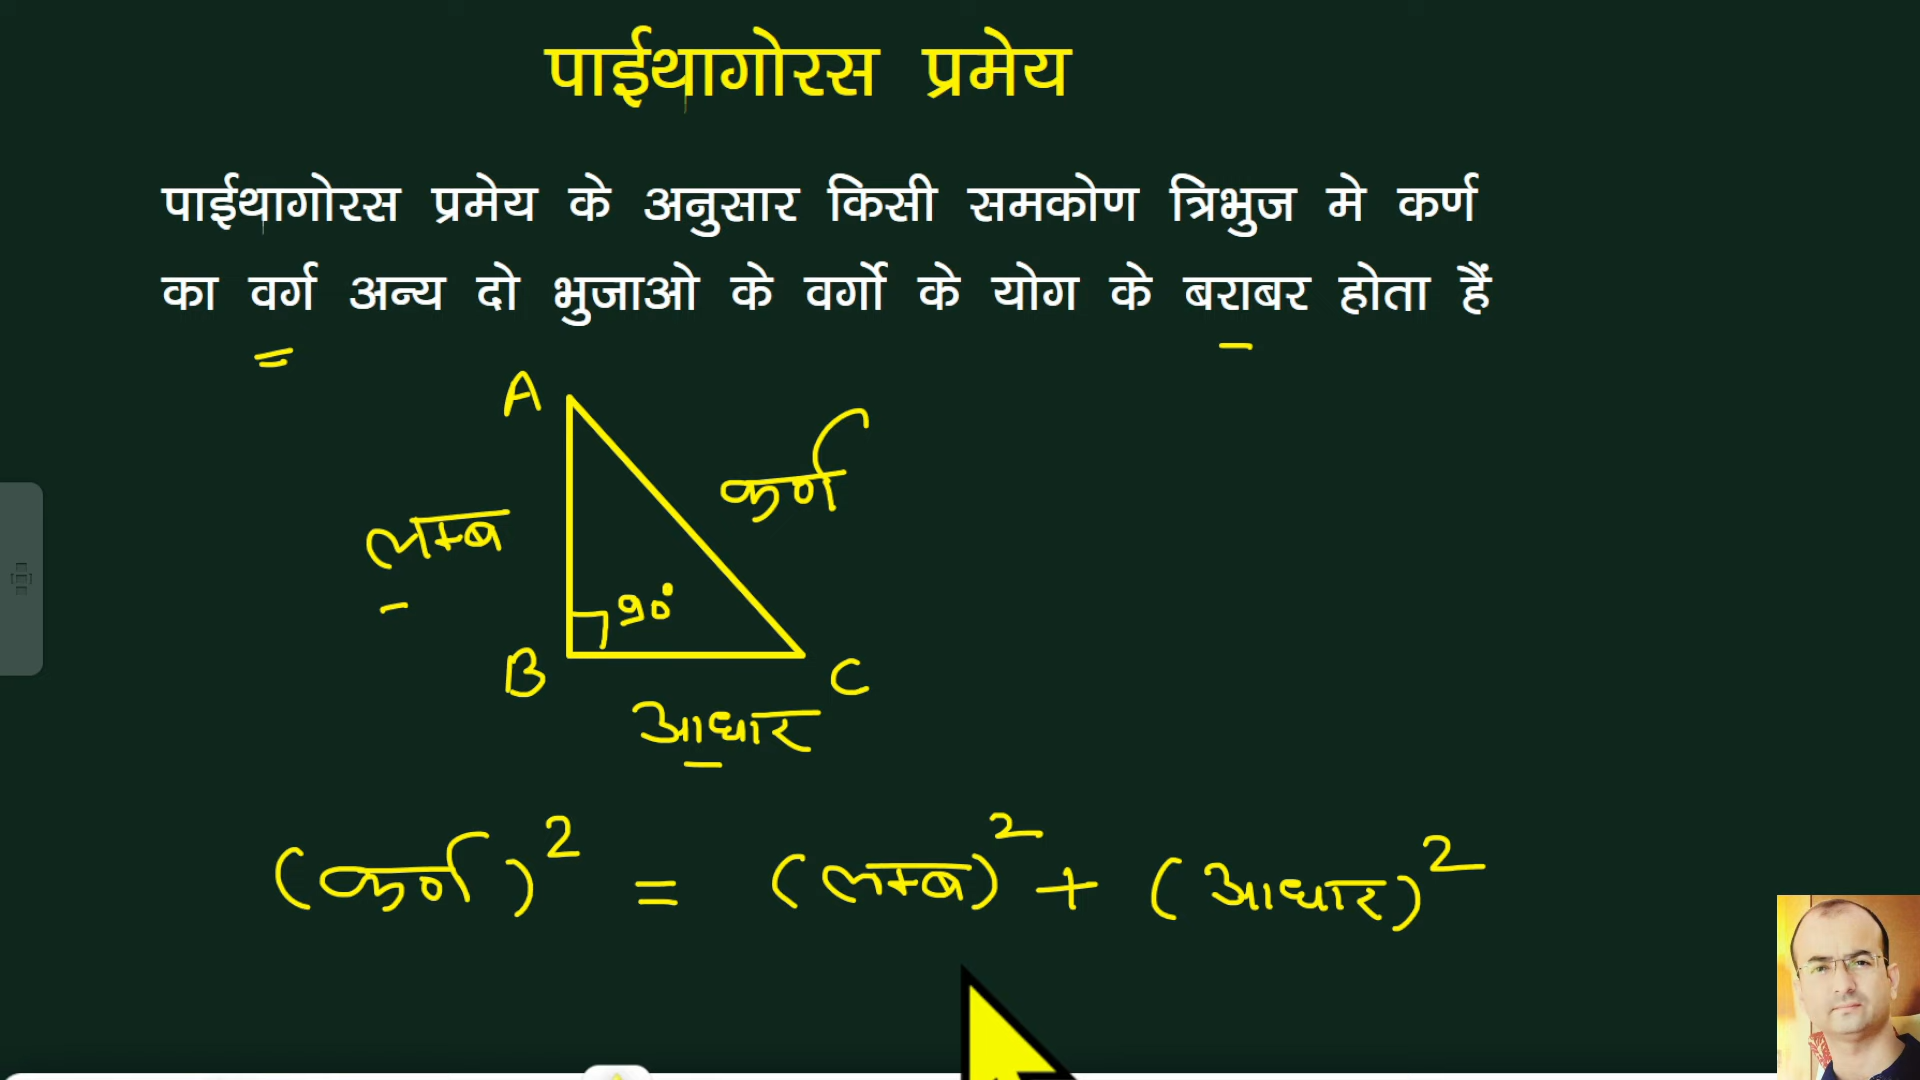 पाईथागोरस प्रमेय
पाईथागोरस प्रमेय के अनुसार किसी समकोण त्रिभुज मे कर्ण
का वर्ग अन्य दो भुजाओ के वर्गो के योग के बराबर होता हैं
A
कर्ण
लम्ब
90°
B
C
आधार
(कर्ण)² = (लम्ब)² + (आधार)²